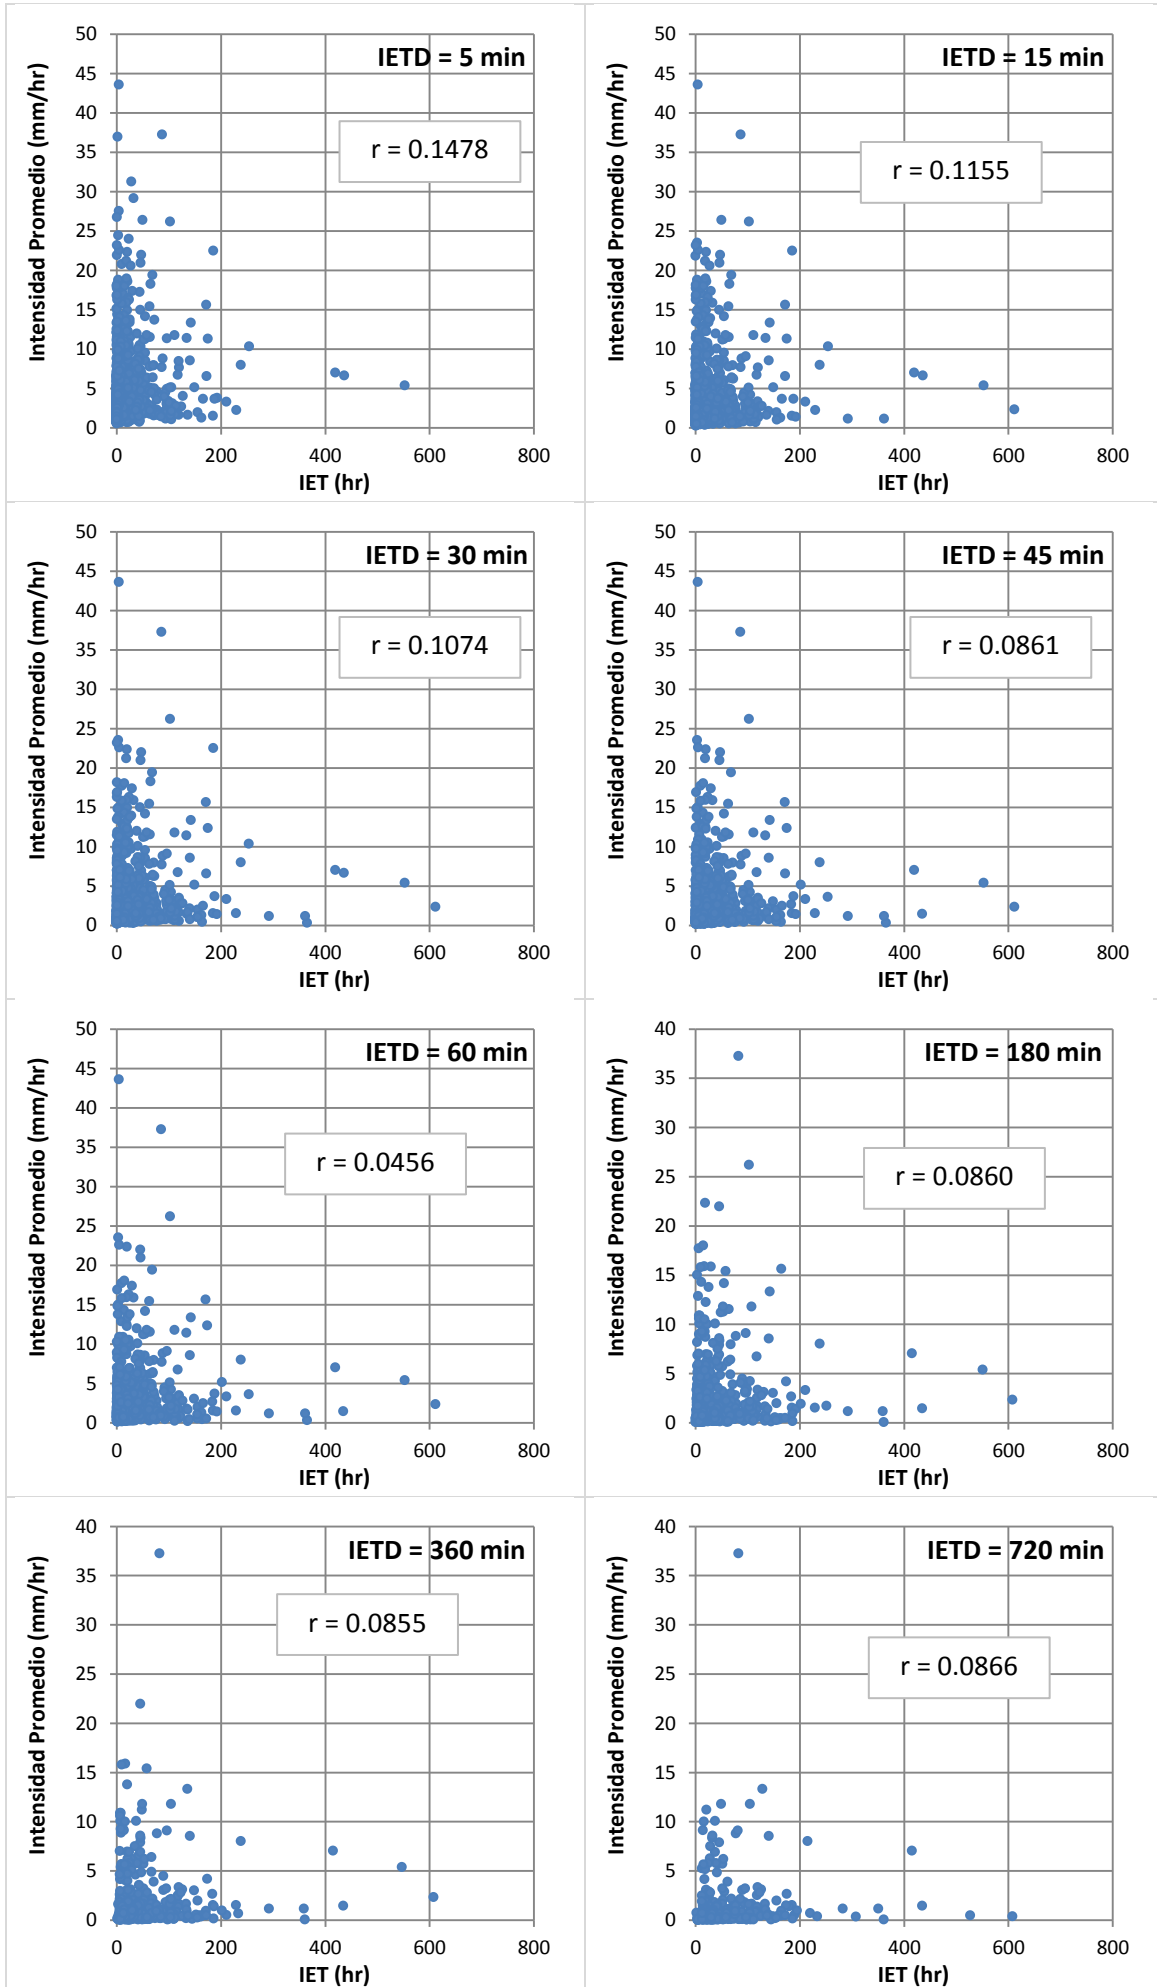 IETD = 5 min
r = 0.1478
Intensidad Promedio (mm/hr)
50
45
40
35
30
25
20
15
10
5
0
0 200 400 600 800
IET (hr)
IETD = 15 min
r = 0.1155
Intensidad Promedio (mm/hr)
50
45
40
35
30
25
20
15
10
5
0
0 200 400 600 800
IET (hr)
IETD = 30 min
r = 0.1074
Intensidad Promedio (mm/hr)
50
45
40
35
30
25
20
15
10
5
0
0 200 400 600 800
IET (hr)
IETD = 45 min
r = 0.0861
Intensidad Promedio (mm/hr)
50
45
40
35
30
25
20
15
10
5
0
0 200 400 600 800
IET (hr)
IETD = 60 min
r = 0.0456
Intensidad Promedio (mm/hr)
50
45
40
35
30
25
20
15
10
5
0
0 200 400 600 800
IET (hr)
IETD = 180 min
r = 0.0860
Intensidad Promedio (mm/hr)
40
35
30
25
20
15
10
5
0
0 200 400 600 800
IET (hr)
IETD = 360 min
r = 0.0855
Intensidad Promedio (mm/hr)
40
35
30
25
20
15
10
5
0
0 200 400 600 800
IET (hr)
IETD = 720 min
r = 0.0866
Intensidad Promedio (mm/hr)
40
35
30
25
20
15
10
5
0
0 200 400 600 800
IET (hr)